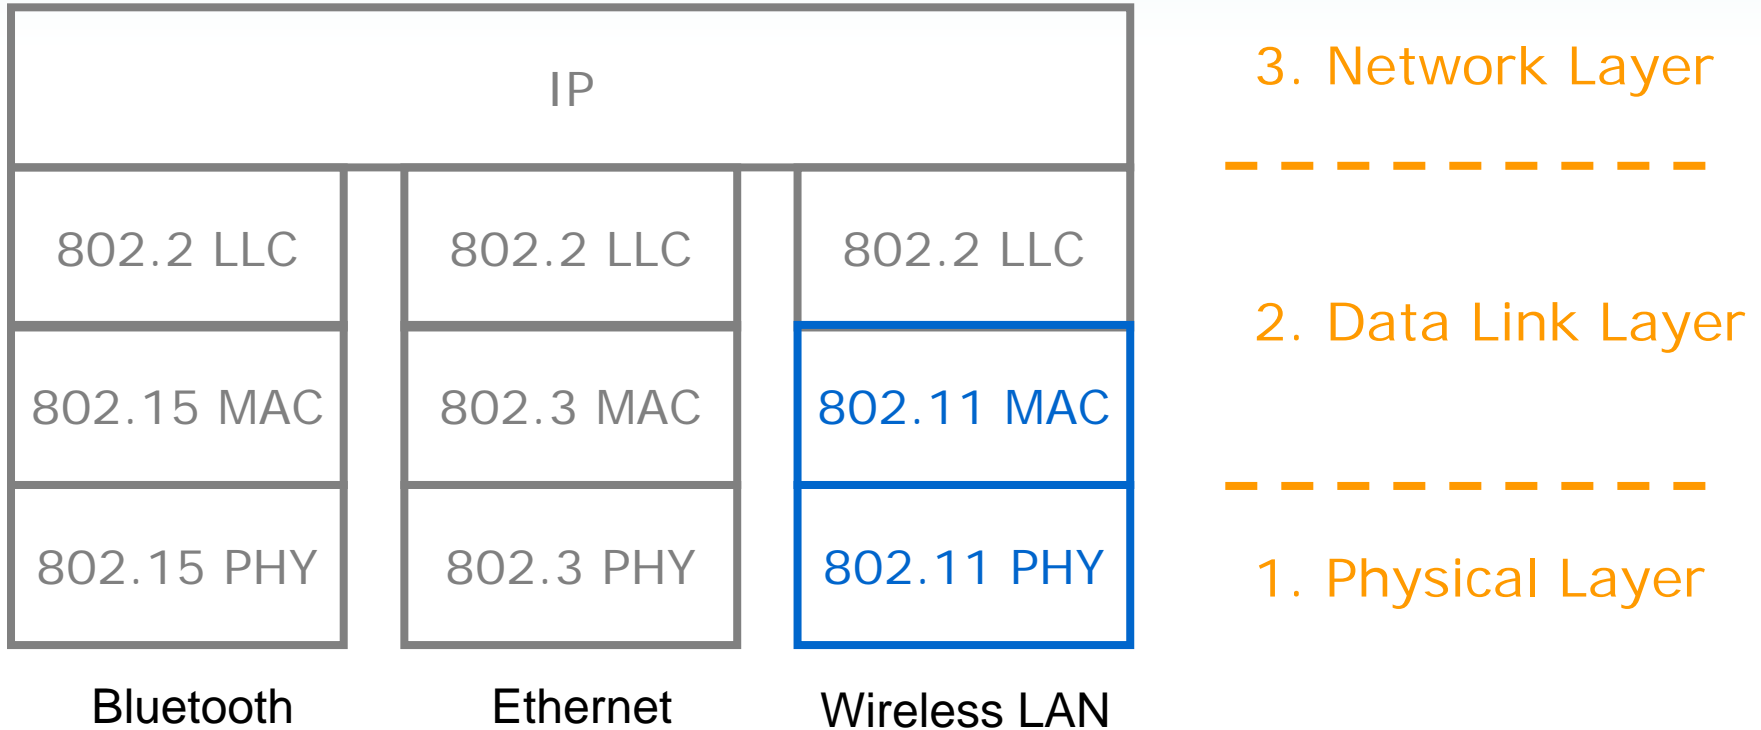 IP
3. Network Layer
802.2 LLC
802.2 LLC
802.2 LLC
2. Data Link Layer
802.15 MAC
802.3 MAC
802.11 MAC
802.15 PHY
802.3 PHY
802.11 PHY
1. Physical Layer
Bluetooth
Ethernet
Wireless LAN